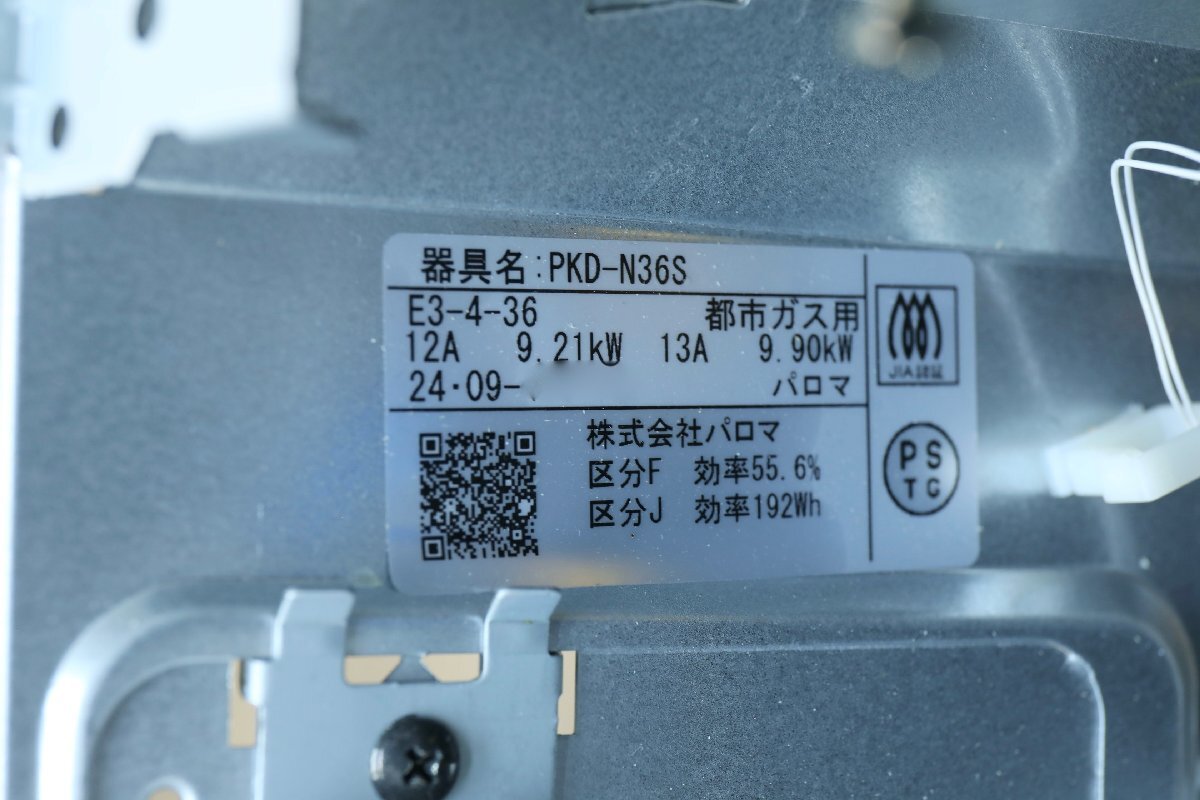 器具名:PKD-N36S
E3-4-36 都市ガス用
12A 9.21kW 13A 9.90kW
24・09- パロマ
JIA認証
株式会社パロマ
区分F 効率55.6%
区分J 効率192Wh
PS
TG